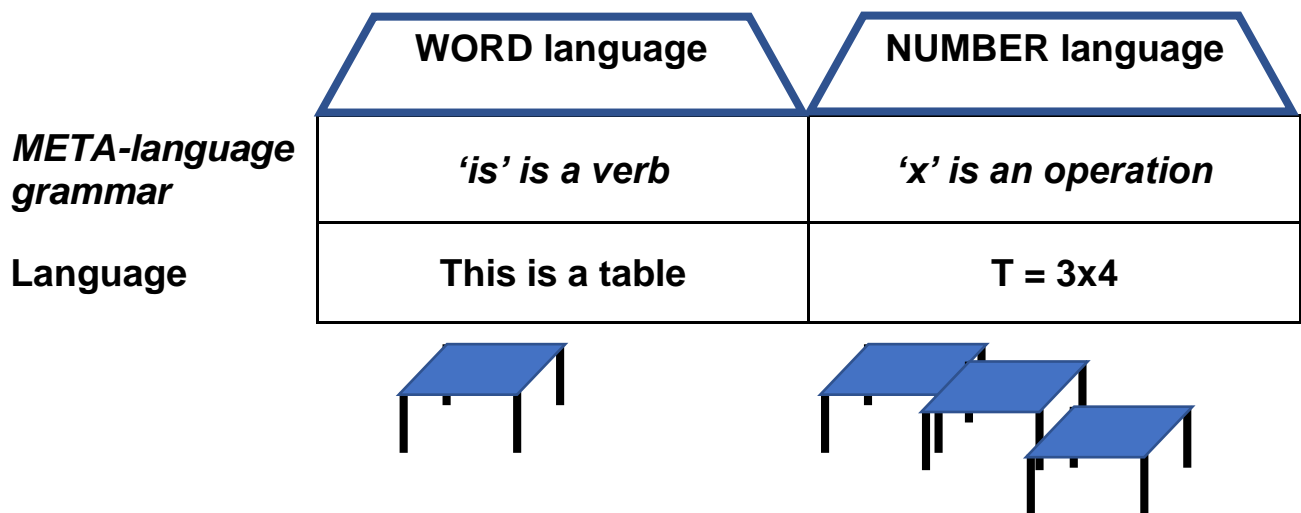 WORD language
NUMBER language
META-language
grammar
‘is’ is a verb
‘x’ is an operation
Language
This is a table
T = 3x4